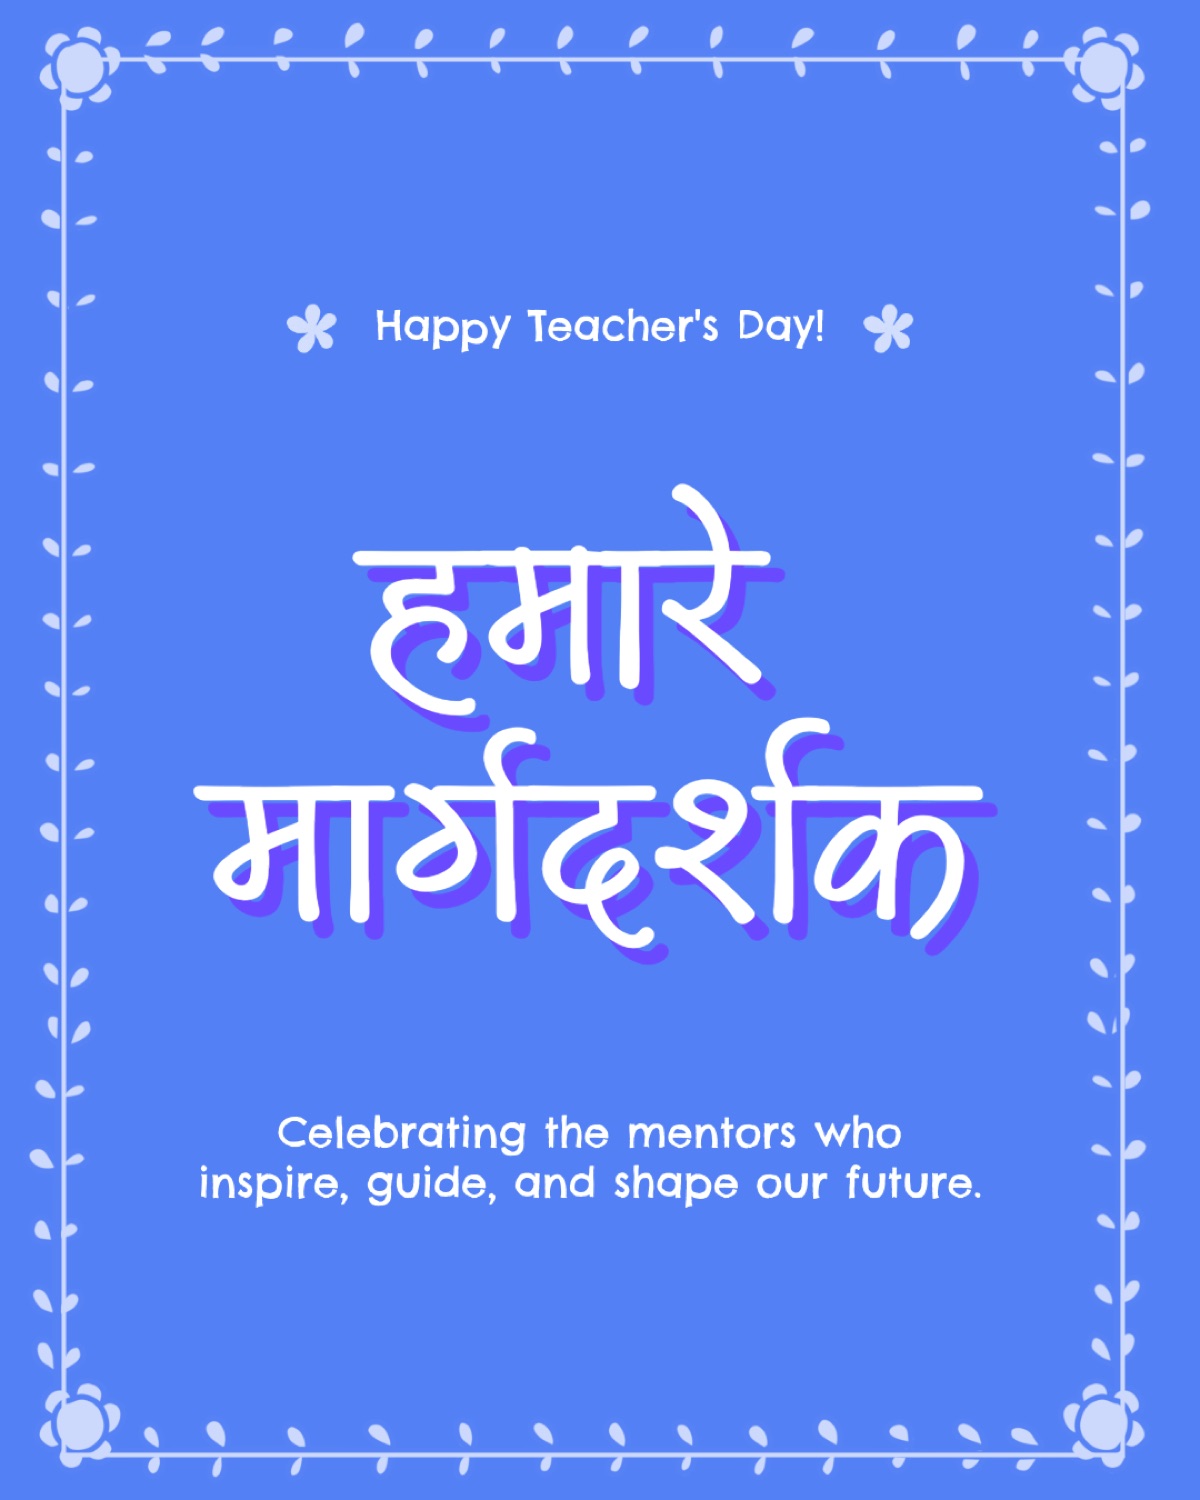 Happy Teacher's Day!
हमारे
मार्गदर्शक
Celebrating the mentors who
inspire, guide, and shape our future.